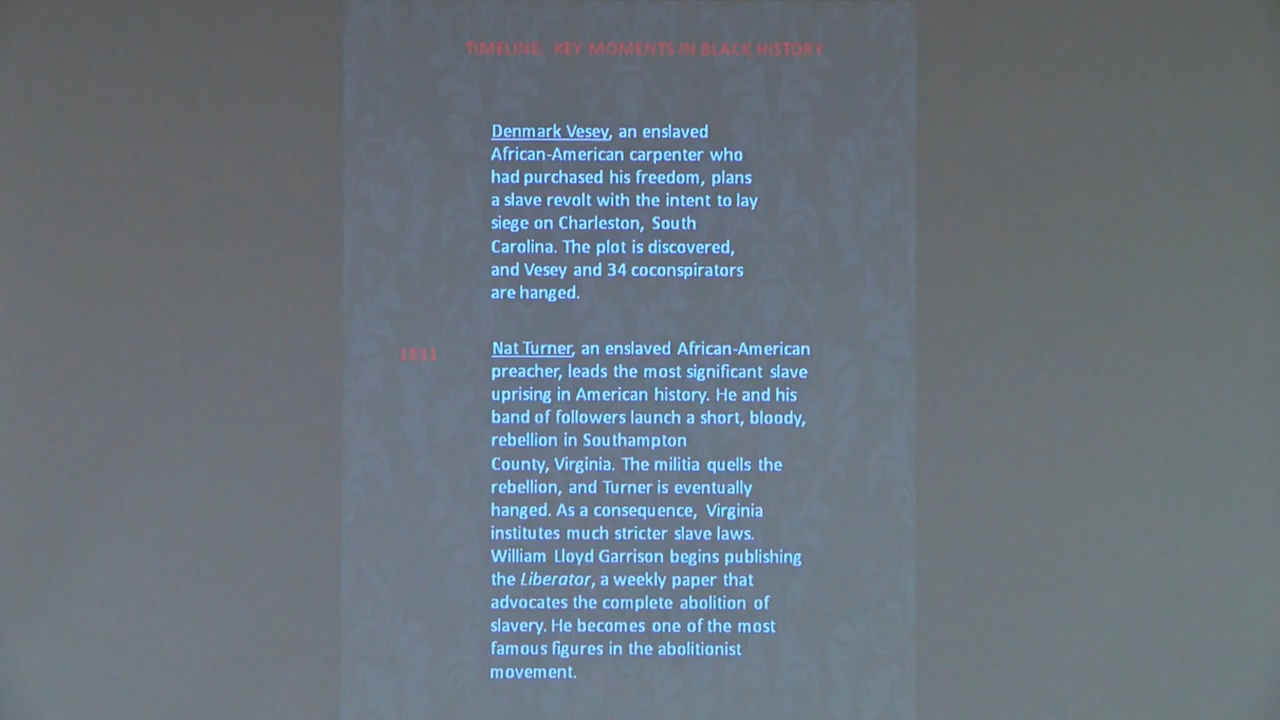 TIMELINE: KEY MOMENTS IN BLACK HISTORY
Denmark Vesey, an enslaved
African-American carpenter who
had purchased his freedom, plans
a slave revolt with the intent to lay
siege on Charleston, South
Carolina. The plot is discovered,
and Vesey and 34 coconspirators
are hanged.
1831
Nat Turner, an enslaved African-American
preacher, leads the most significant slave
uprising in American history. He and his
band of followers launch a short, bloody,
rebellion in Southampton
County, Virginia. The militia quells the
rebellion, and Turner is eventually
hanged. As a consequence, Virginia
institutes much stricter slave laws.
William Lloyd Garrison begins publishing
the Liberator, a weekly paper that
advocates the complete abolition of
slavery. He becomes one of the most
famous figures in the abolitionist
movement.